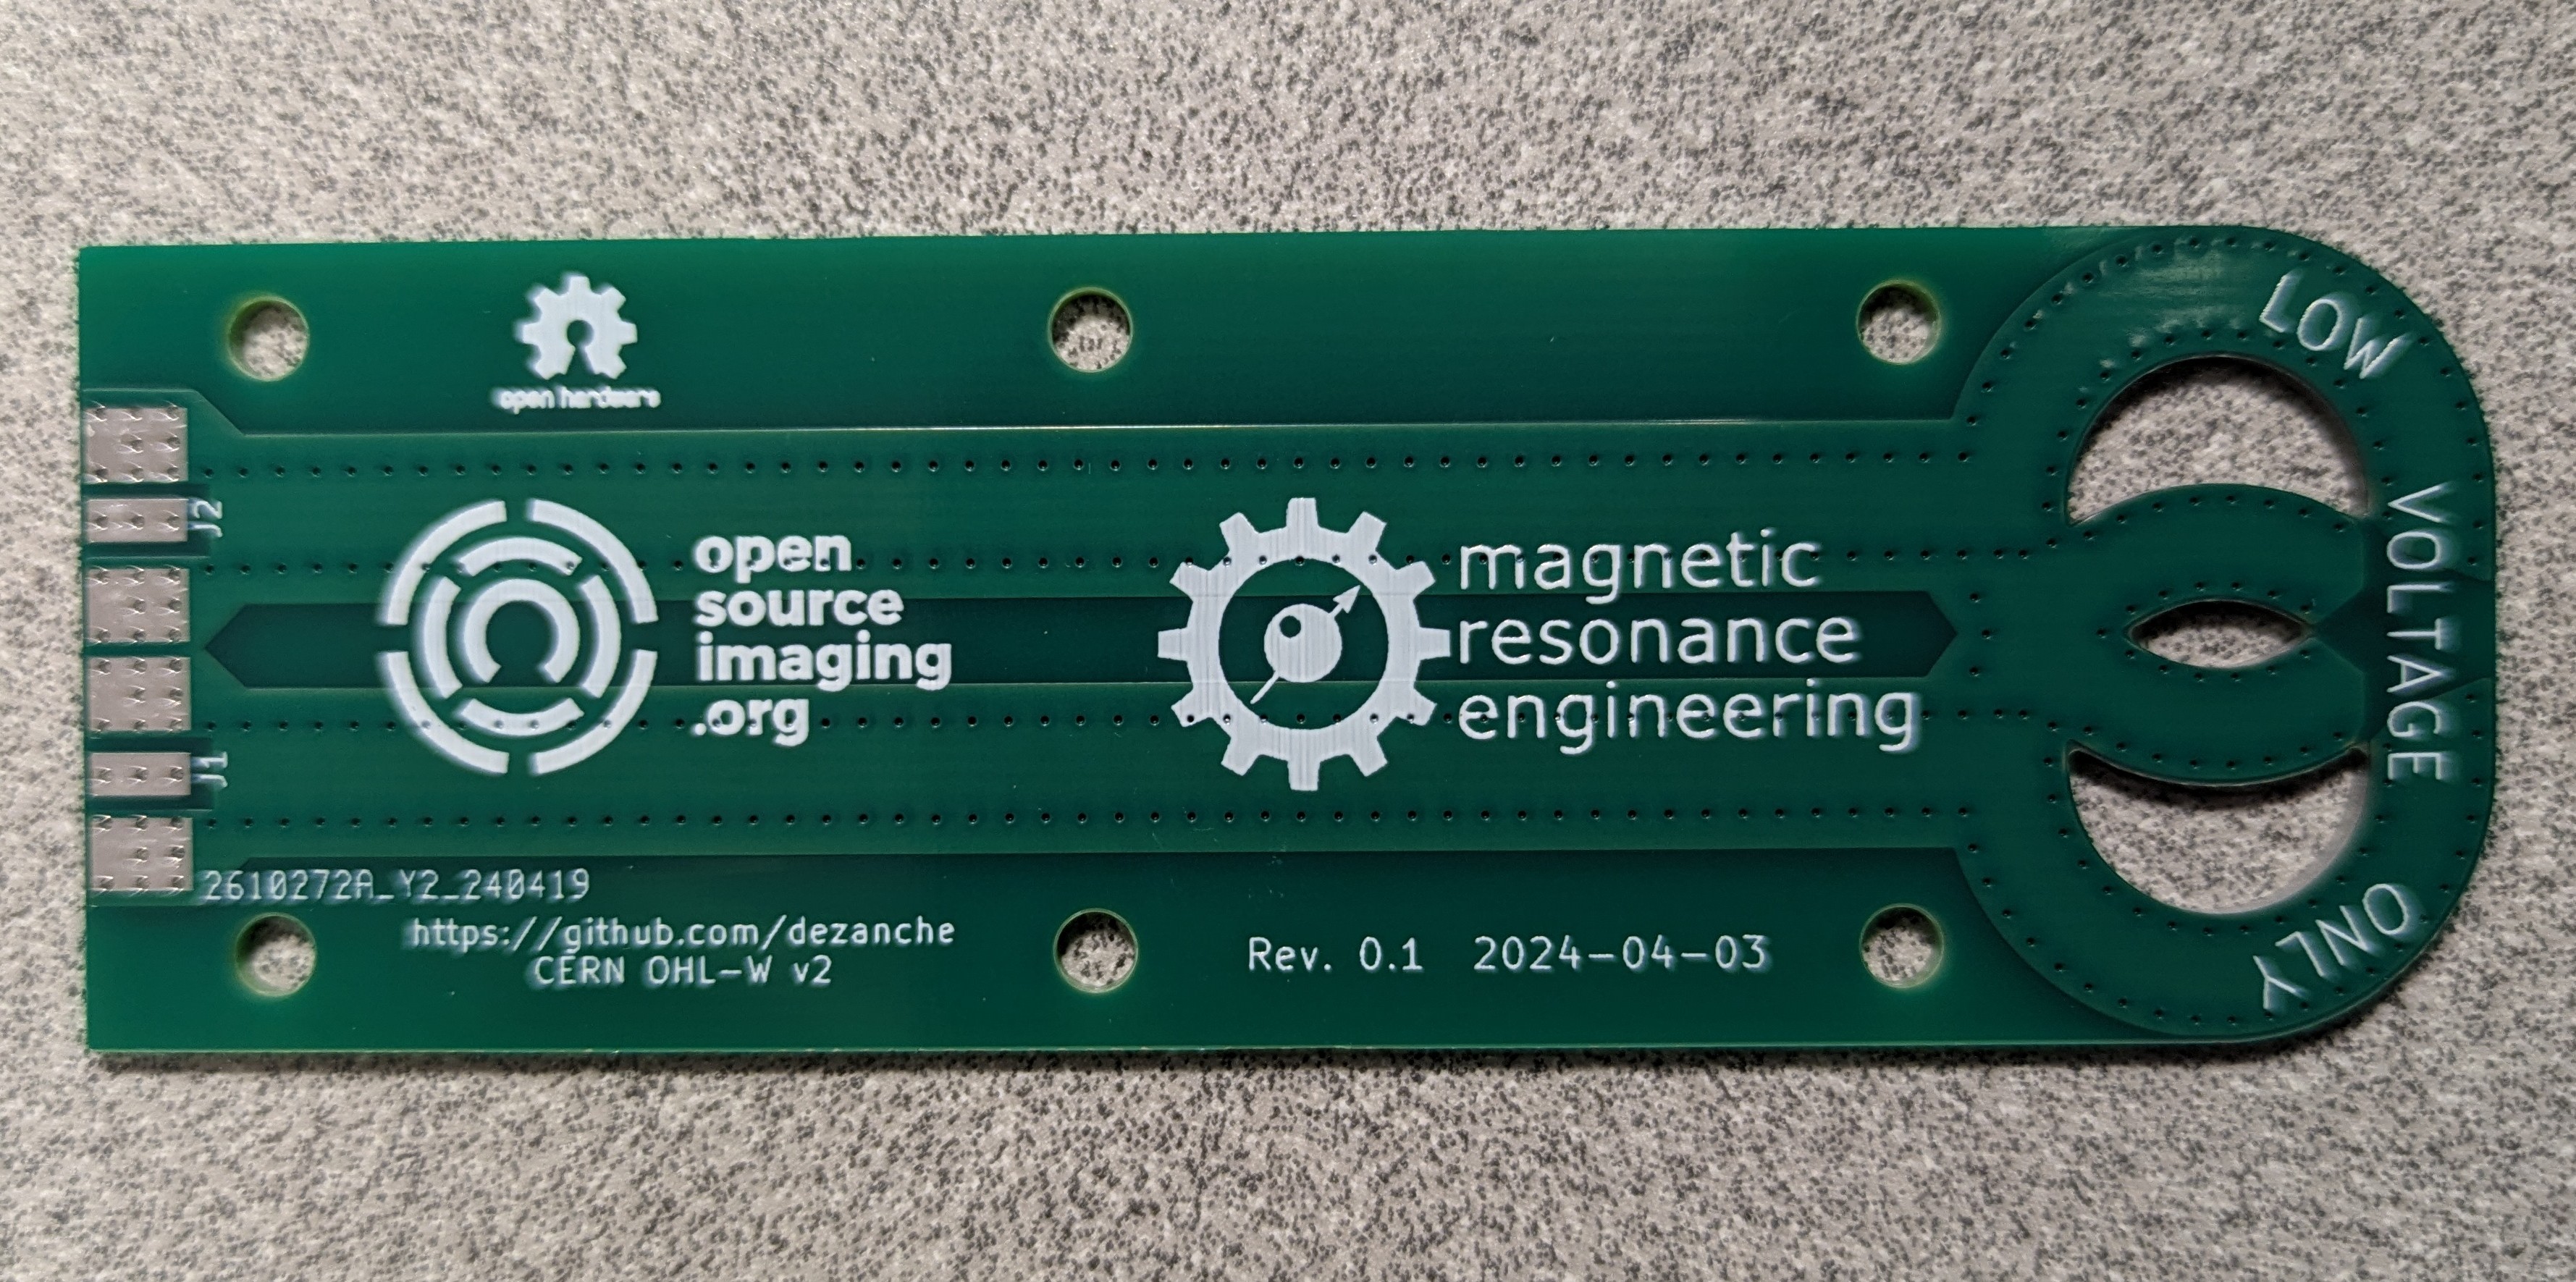 open hardware
LOW
VOLTAGE
ONLY
J2
J1
open
source
imaging
.org
magnetic
resonance
engineering
2610272A_Y2_240419
https://github.com/dezanche
CERN OHL-W v2
Rev. 0.1 2024-04-03